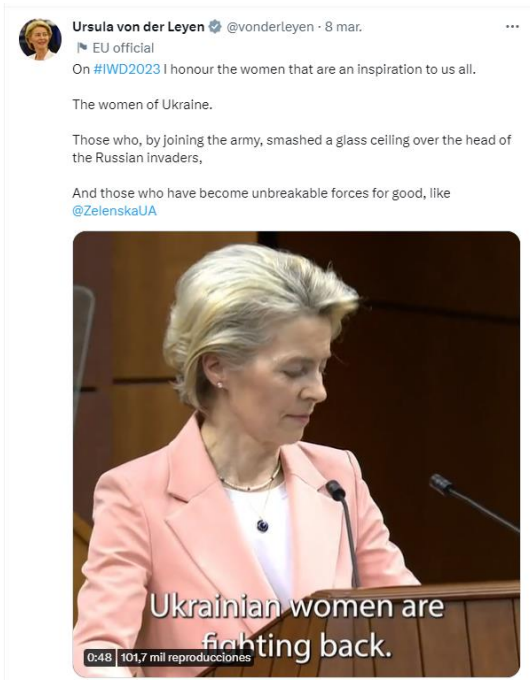 Ursula von der Leyen @vonderleyen · 8 mar.
EU official
On #IWD2023 I honour the women that are an inspiration to us all.
The women of Ukraine.
Those who, by joining the army, smashed a glass ceiling over the head of
the Russian invaders,
And those who have become unbreakable forces for good, like
@ZelenskaUA
Ukrainian women are
fighting back.
0:48 101,7 mil reproducciones